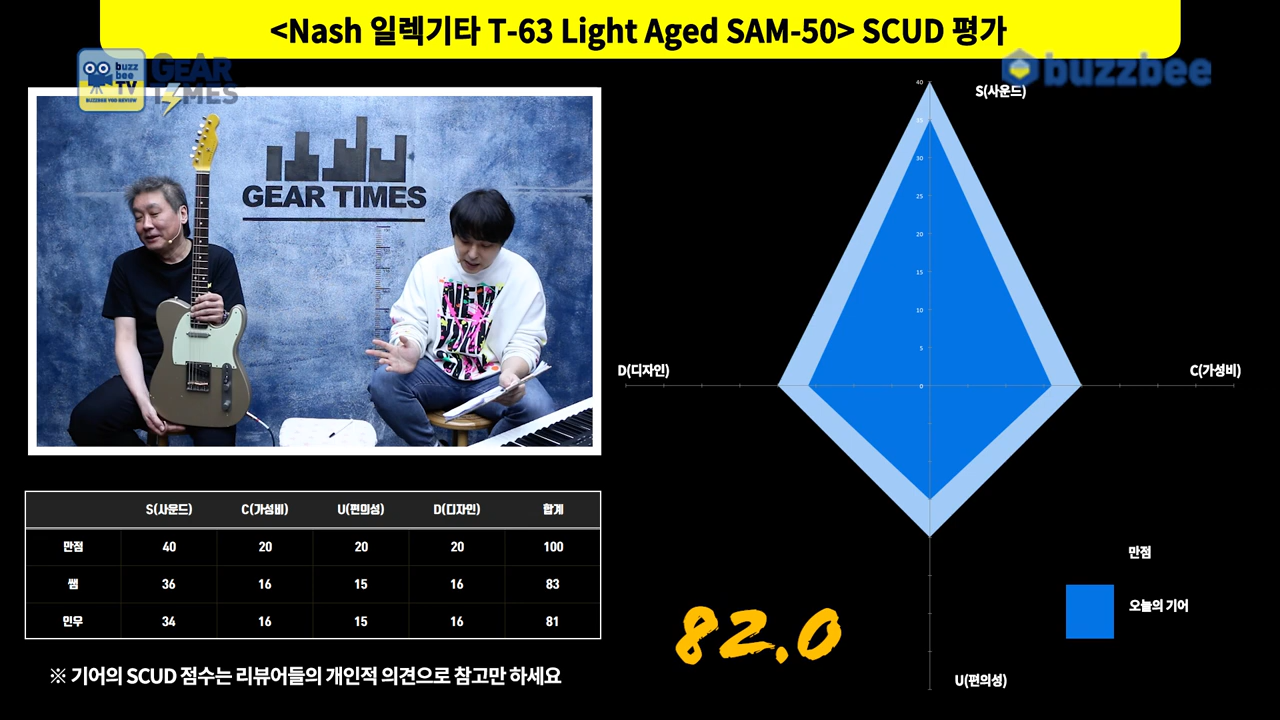 <Nash 일렉기타 T-63 Light Aged SAM-50> SCUD 평가
buzz
bee
TV
BUZZBEE VOD REVIEW
GEAR
TIMES
buzzbee
GEAR TIMES
NEW
S(사운드)
40
35
30
25
20
15
10
5
0
D(디자인)
C(가성비)
U(편의성)
S(사운드) C(가성비) U(편의성) D(디자인) 합계
만점 40 20 20 20 100
쌤 36 16 15 16 83
민우 34 16 15 16 81
82.0
만점
오늘의 기어
※ 기어의 SCUD 점수는 리뷰어들의 개인적 의견으로 참고만 하세요